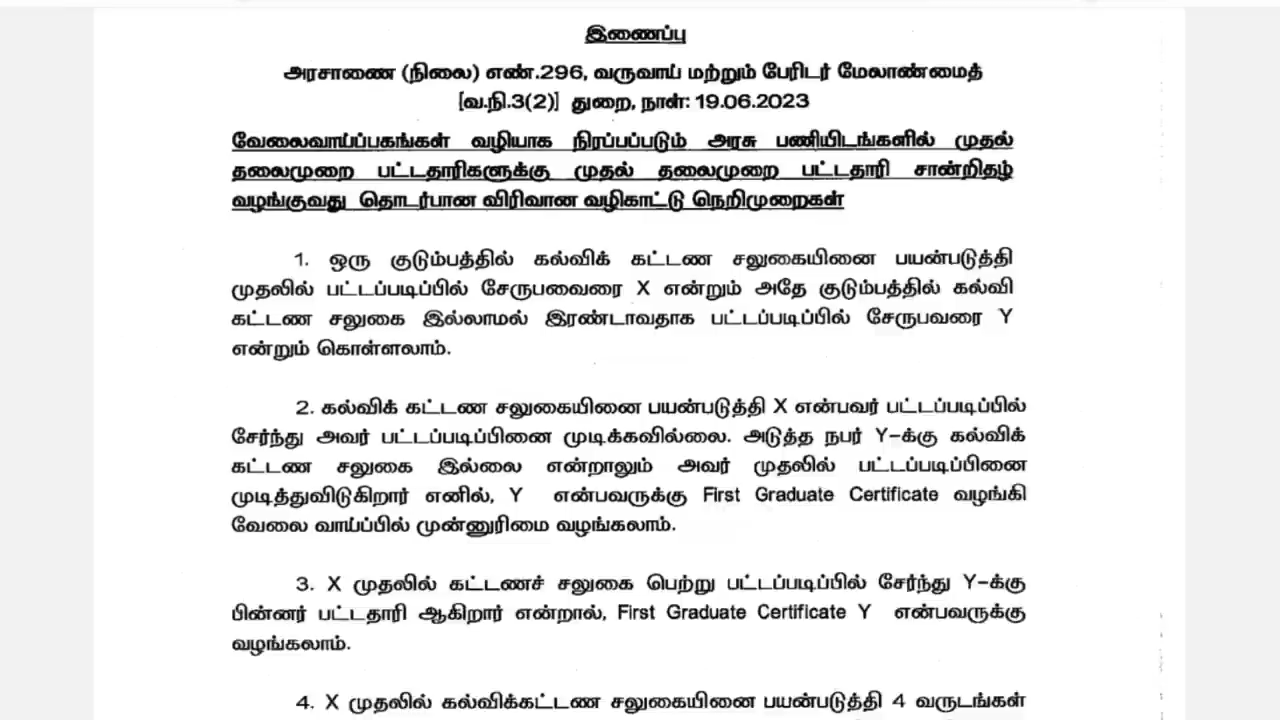 இணைப்பு
அரசாணை (நிலை) எண்.296, வருவாய் மற்றும் பேரிடர் மேலாண்மைத்
[வ.நி.3(2)] துறை, நாள்: 19.06.2023
வேலைவாய்ப்பகங்கள் வழியாக நிரப்பப்படும் அரசு பணியிடங்களில் முதல்
தலைமுறை பட்டதாரிகளுக்கு முதல் தலைமுறை பட்டதாரி சான்றிதழ்
வழங்குவது தொடர்பான விரிவான வழிகாட்டு நெறிமுறைகள்
1. ஒரு குடும்பத்தில் கல்விக் கட்டண சலுகையினை பயன்படுத்தி
முதலில் பட்டப்படிப்பில் சேருபவைரை X என்றும் அதே குடும்பத்தில் கல்வி
கட்டண சலுகை இல்லாமல் இரண்டாவதாக பட்டப்படிப்பில் சேருபவரை Y
என்றும் கொள்ளலாம்.
2. கல்விக் கட்டண சலுகையினை பயன்படுத்தி X என்பவர் பட்டப்படிப்பில்
சேர்ந்து அவர் பட்டப்படிப்பினை முடிக்கவில்லை. அடுத்த நபர் Y-க்கு கல்விக்
கட்டண சலுகை இல்லை என்றாலும் அவர் முதலில் பட்டப்படிப்பினை
முடித்துவிடுகிறார் எனில், Y என்பவருக்கு First Graduate Certificate வழங்கி
வேலை வாய்ப்பில் முன்னுரிமை வழங்கலாம்.
3. X முதலில் கட்டணச் சலுகை பெற்று பட்டப்படிப்பில் சேர்ந்து Y-க்கு
பின்னர் பட்டதாரி ஆகிறார் என்றால், First Graduate Certificate Y என்பவருக்கு
வழங்கலாம்.
4. X முதலில் கல்விக்கட்டண சலுகையினை பயன்படுத்தி 4 வருடங்கள்